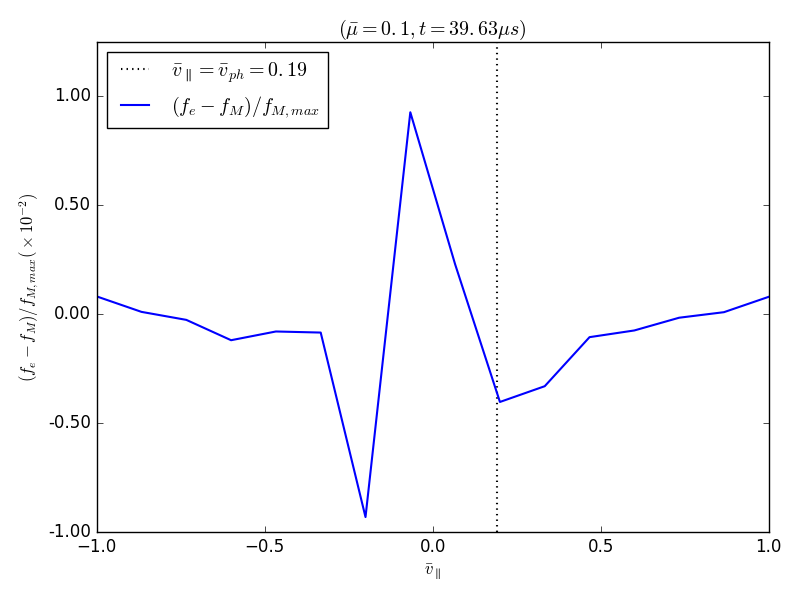 (μ̄ = 0.1, t = 39.63μs)
v̄∥ = v̄ph = 0.19
(fe − fM)/fM,max
1.00
0.50
0.00
-0.50
-1.00
(fe − fM)/fM,max(×10⁻²)
−1.0
−0.5
0.0
0.5
1.0
v̄∥